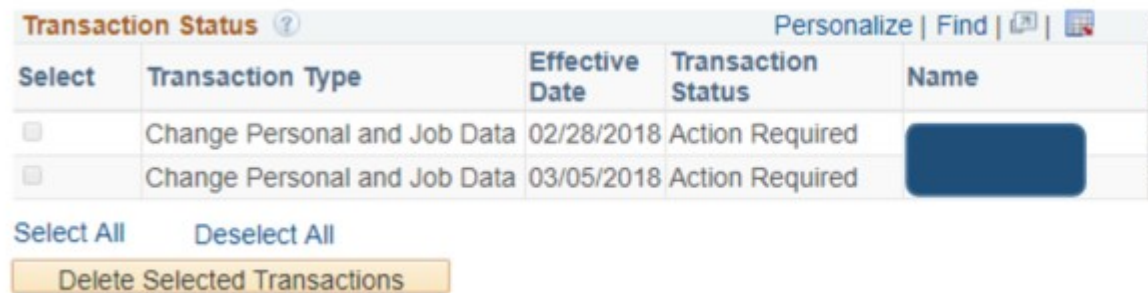 Transaction Status ? Personalize | Find | |
Select Transaction Type Effective Date Transaction Status Name
Change Personal and Job Data 02/28/2018 Action Required
Change Personal and Job Data 03/05/2018 Action Required
Select All Deselect All
Delete Selected Transactions